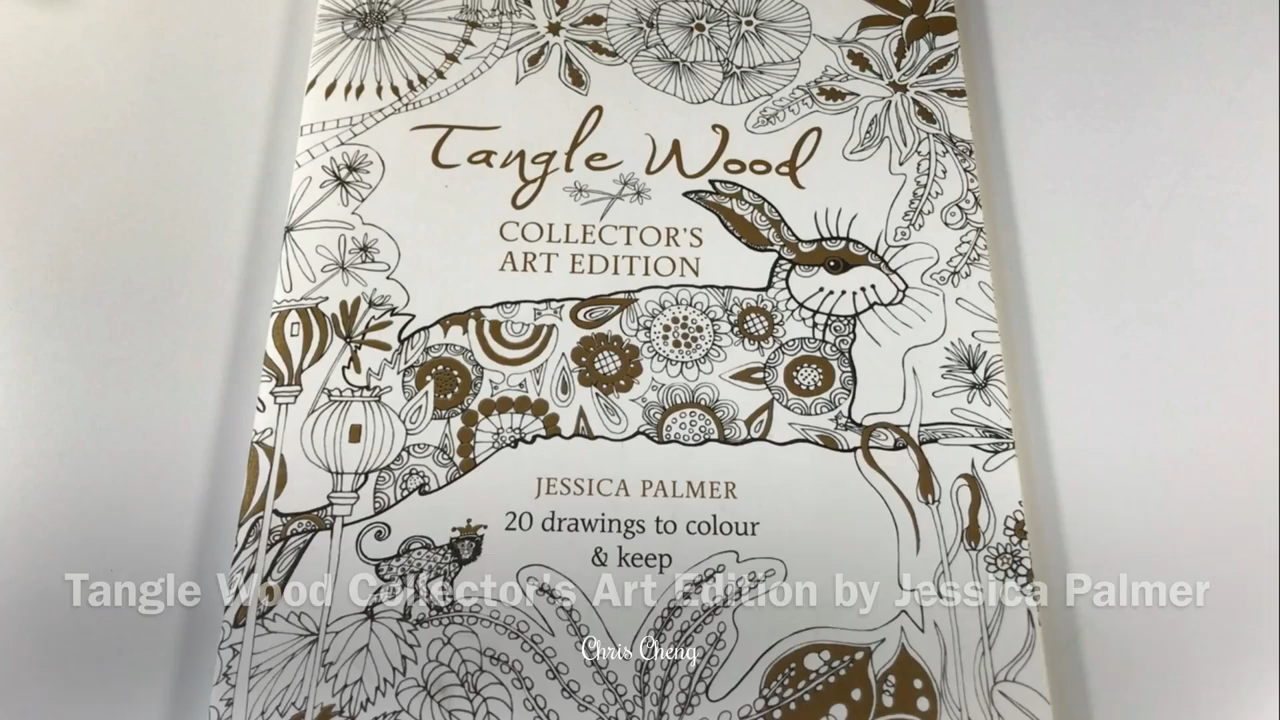 Tangle Wood
COLLECTOR'S
ART EDITION
JESSICA PALMER
20 drawings to colour
& keep
Tangle Wood Collector's Art Edition by Jessica Palmer
Chris Cheng